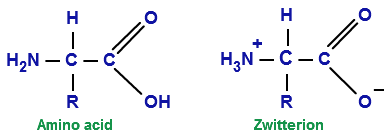 H O H O
H₂N C C H₃N⁺ C C
R OH R O⁻
Amino acid Zwitterion